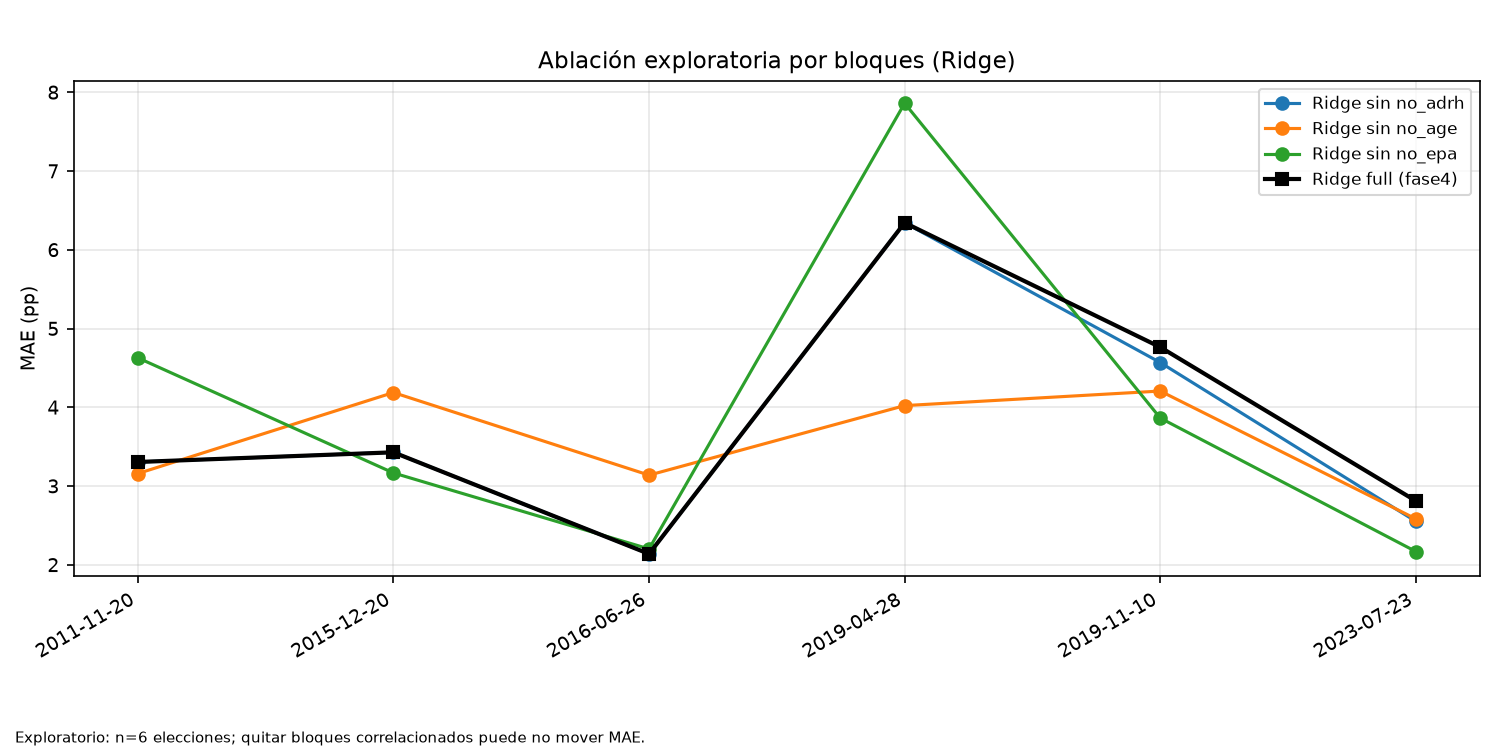 Ablación exploratoria por bloques (Ridge)
Ridge sin no_adrh
Ridge sin no_age
Ridge sin no_epa
Ridge full (fase4)
MAE (pp)
8
7
6
5
4
3
2
2011-11-20
2015-12-20
2016-06-26
2019-04-28
2019-11-10
2023-07-23
Exploratorio: n=6 elecciones; quitar bloques correlacionados puede no mover MAE.